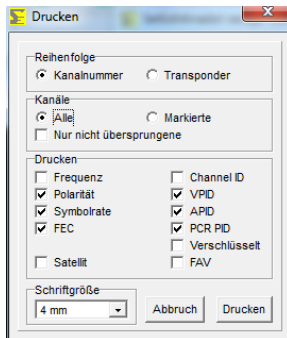 Drucken
Reihenfolge
Kanalnummer Transponder
Kanäle
Alle Markierte
Nur nicht übersprungene
Drucken
Frequenz Channel ID
Polarität VPID
Symbolrate APID
FEC PCR PID
Verschlüsselt
Satellit FAV
Schriftgröße
4 mm Abbruch Drucken